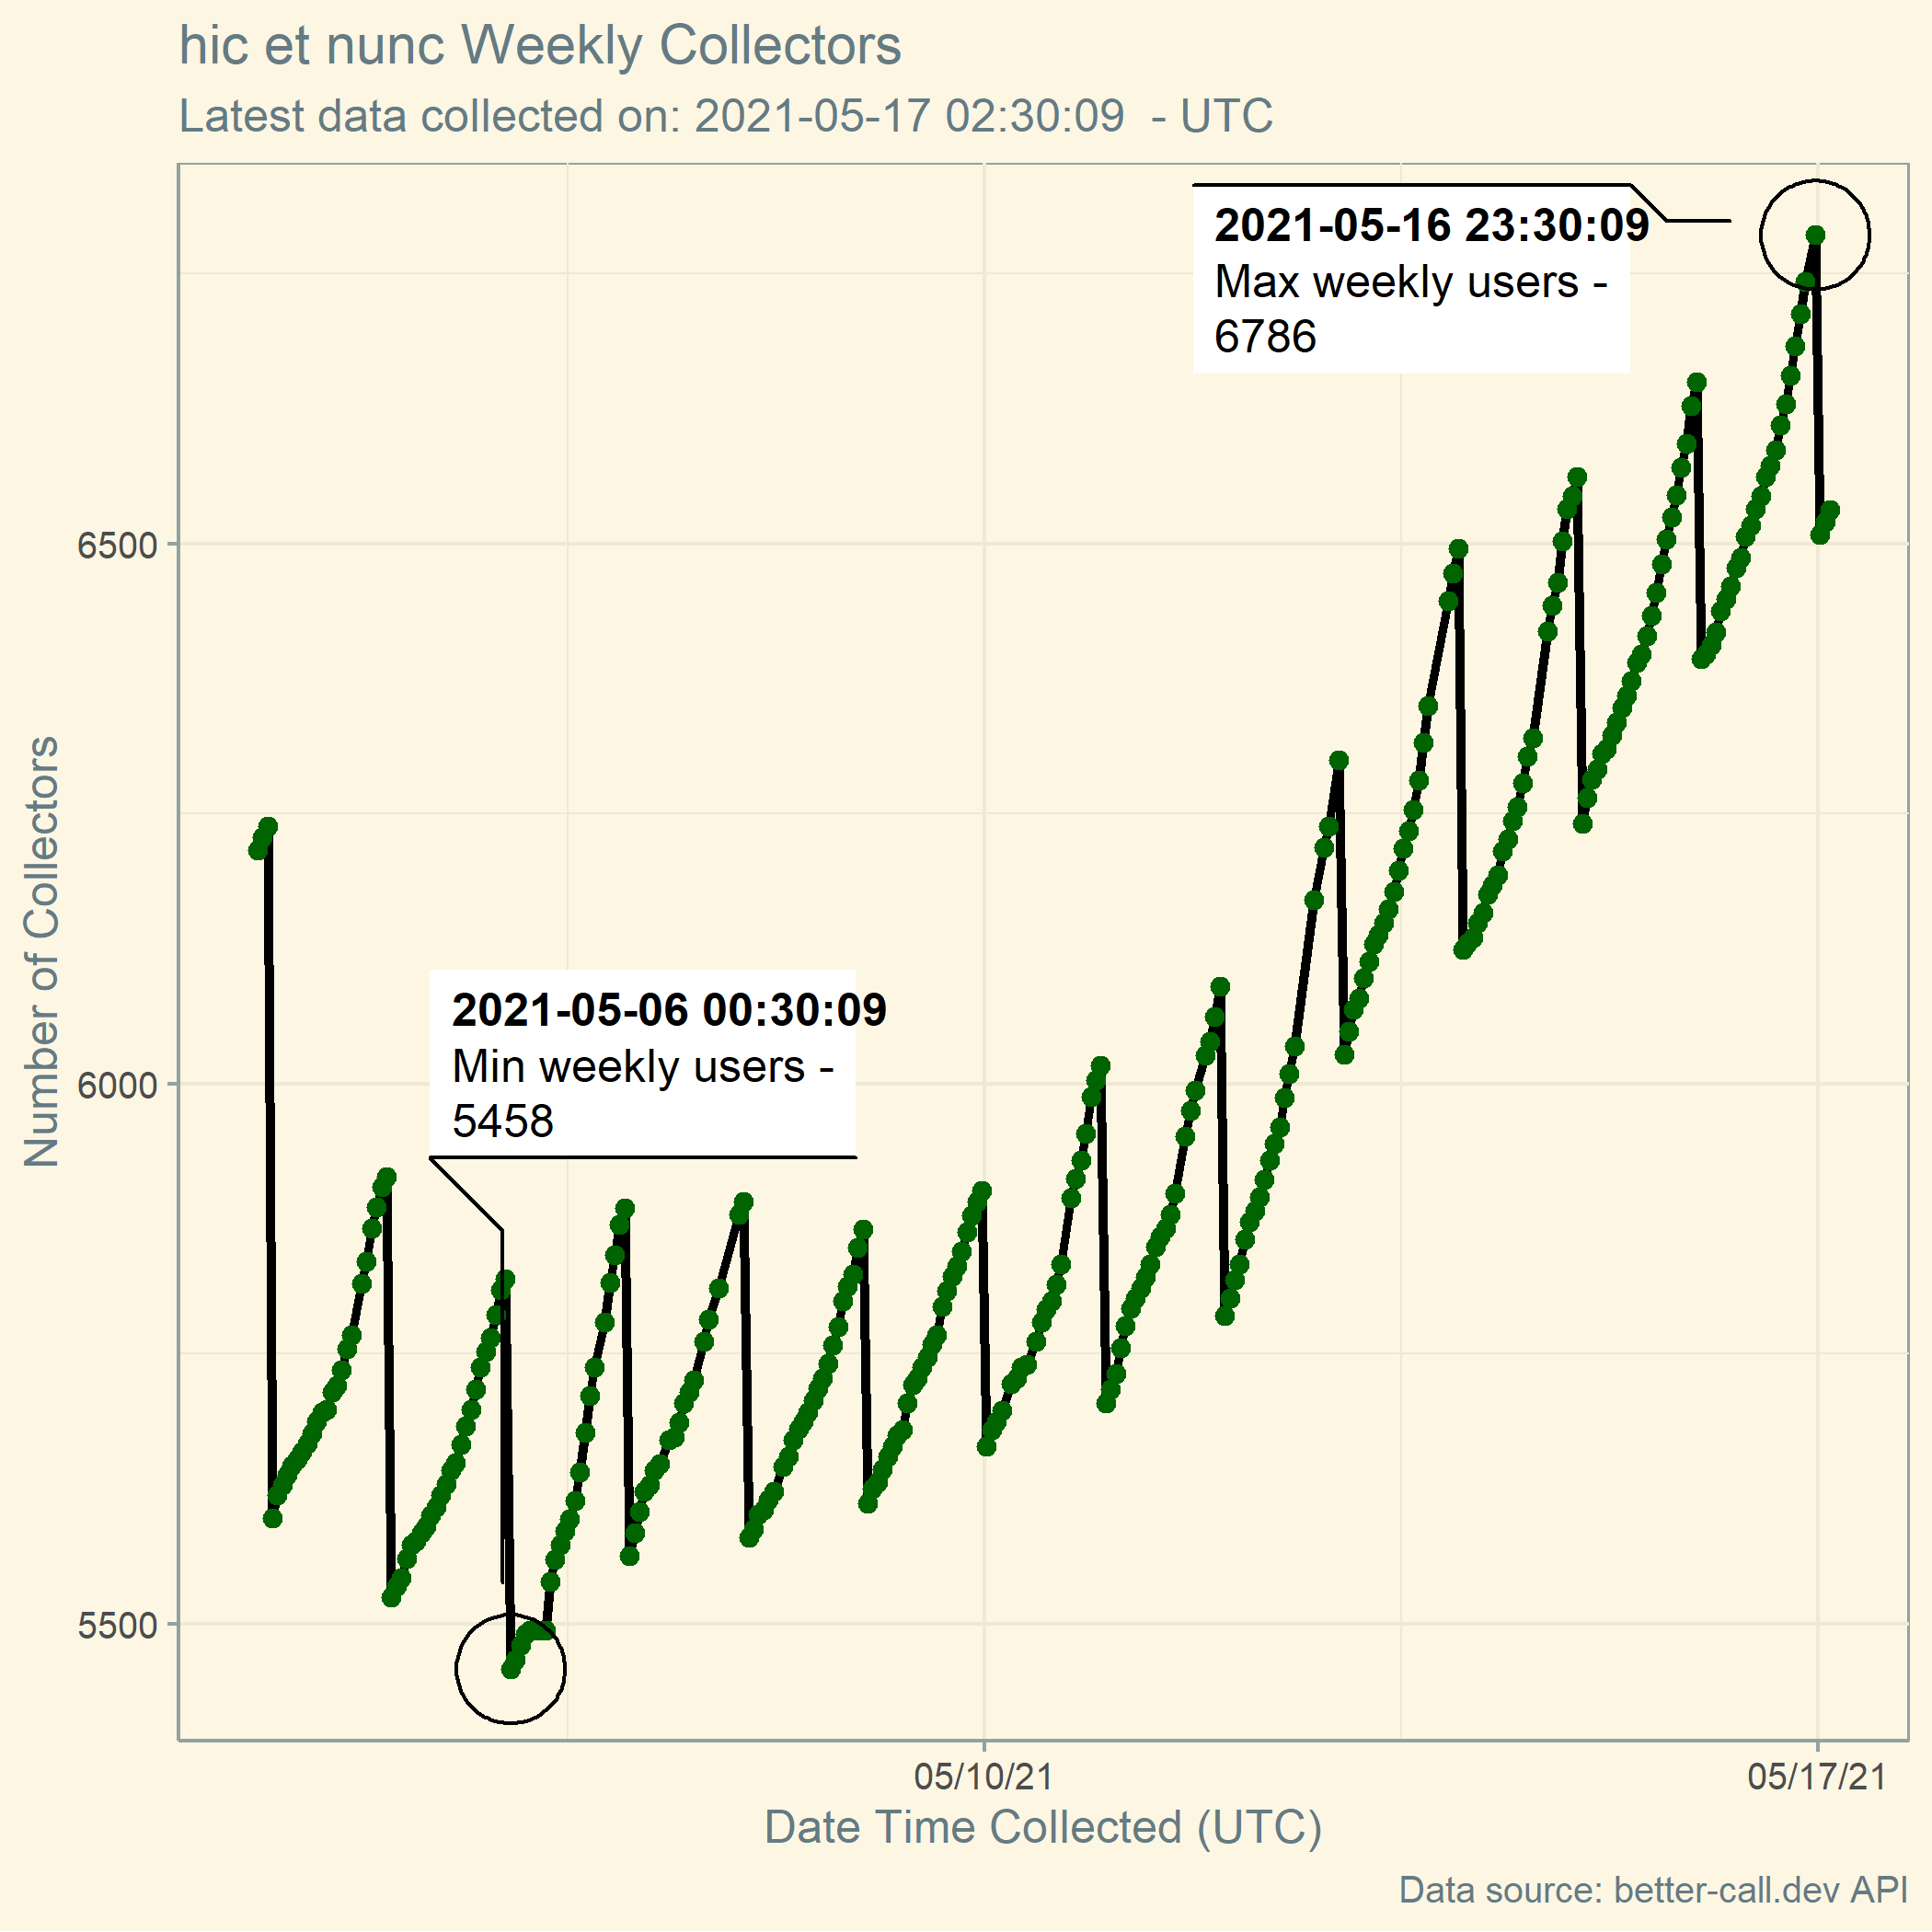 hic et nunc Weekly Collectors
Latest data collected on: 2021-05-17 02:30:09  - UTC
2021-05-16 23:30:09
Max weekly users -
6786
2021-05-06 00:30:09
Min weekly users -
5458
Number of Collectors
6500
6000
5500
05/10/21
05/17/21
Date Time Collected (UTC)
Data source: better-call.dev API